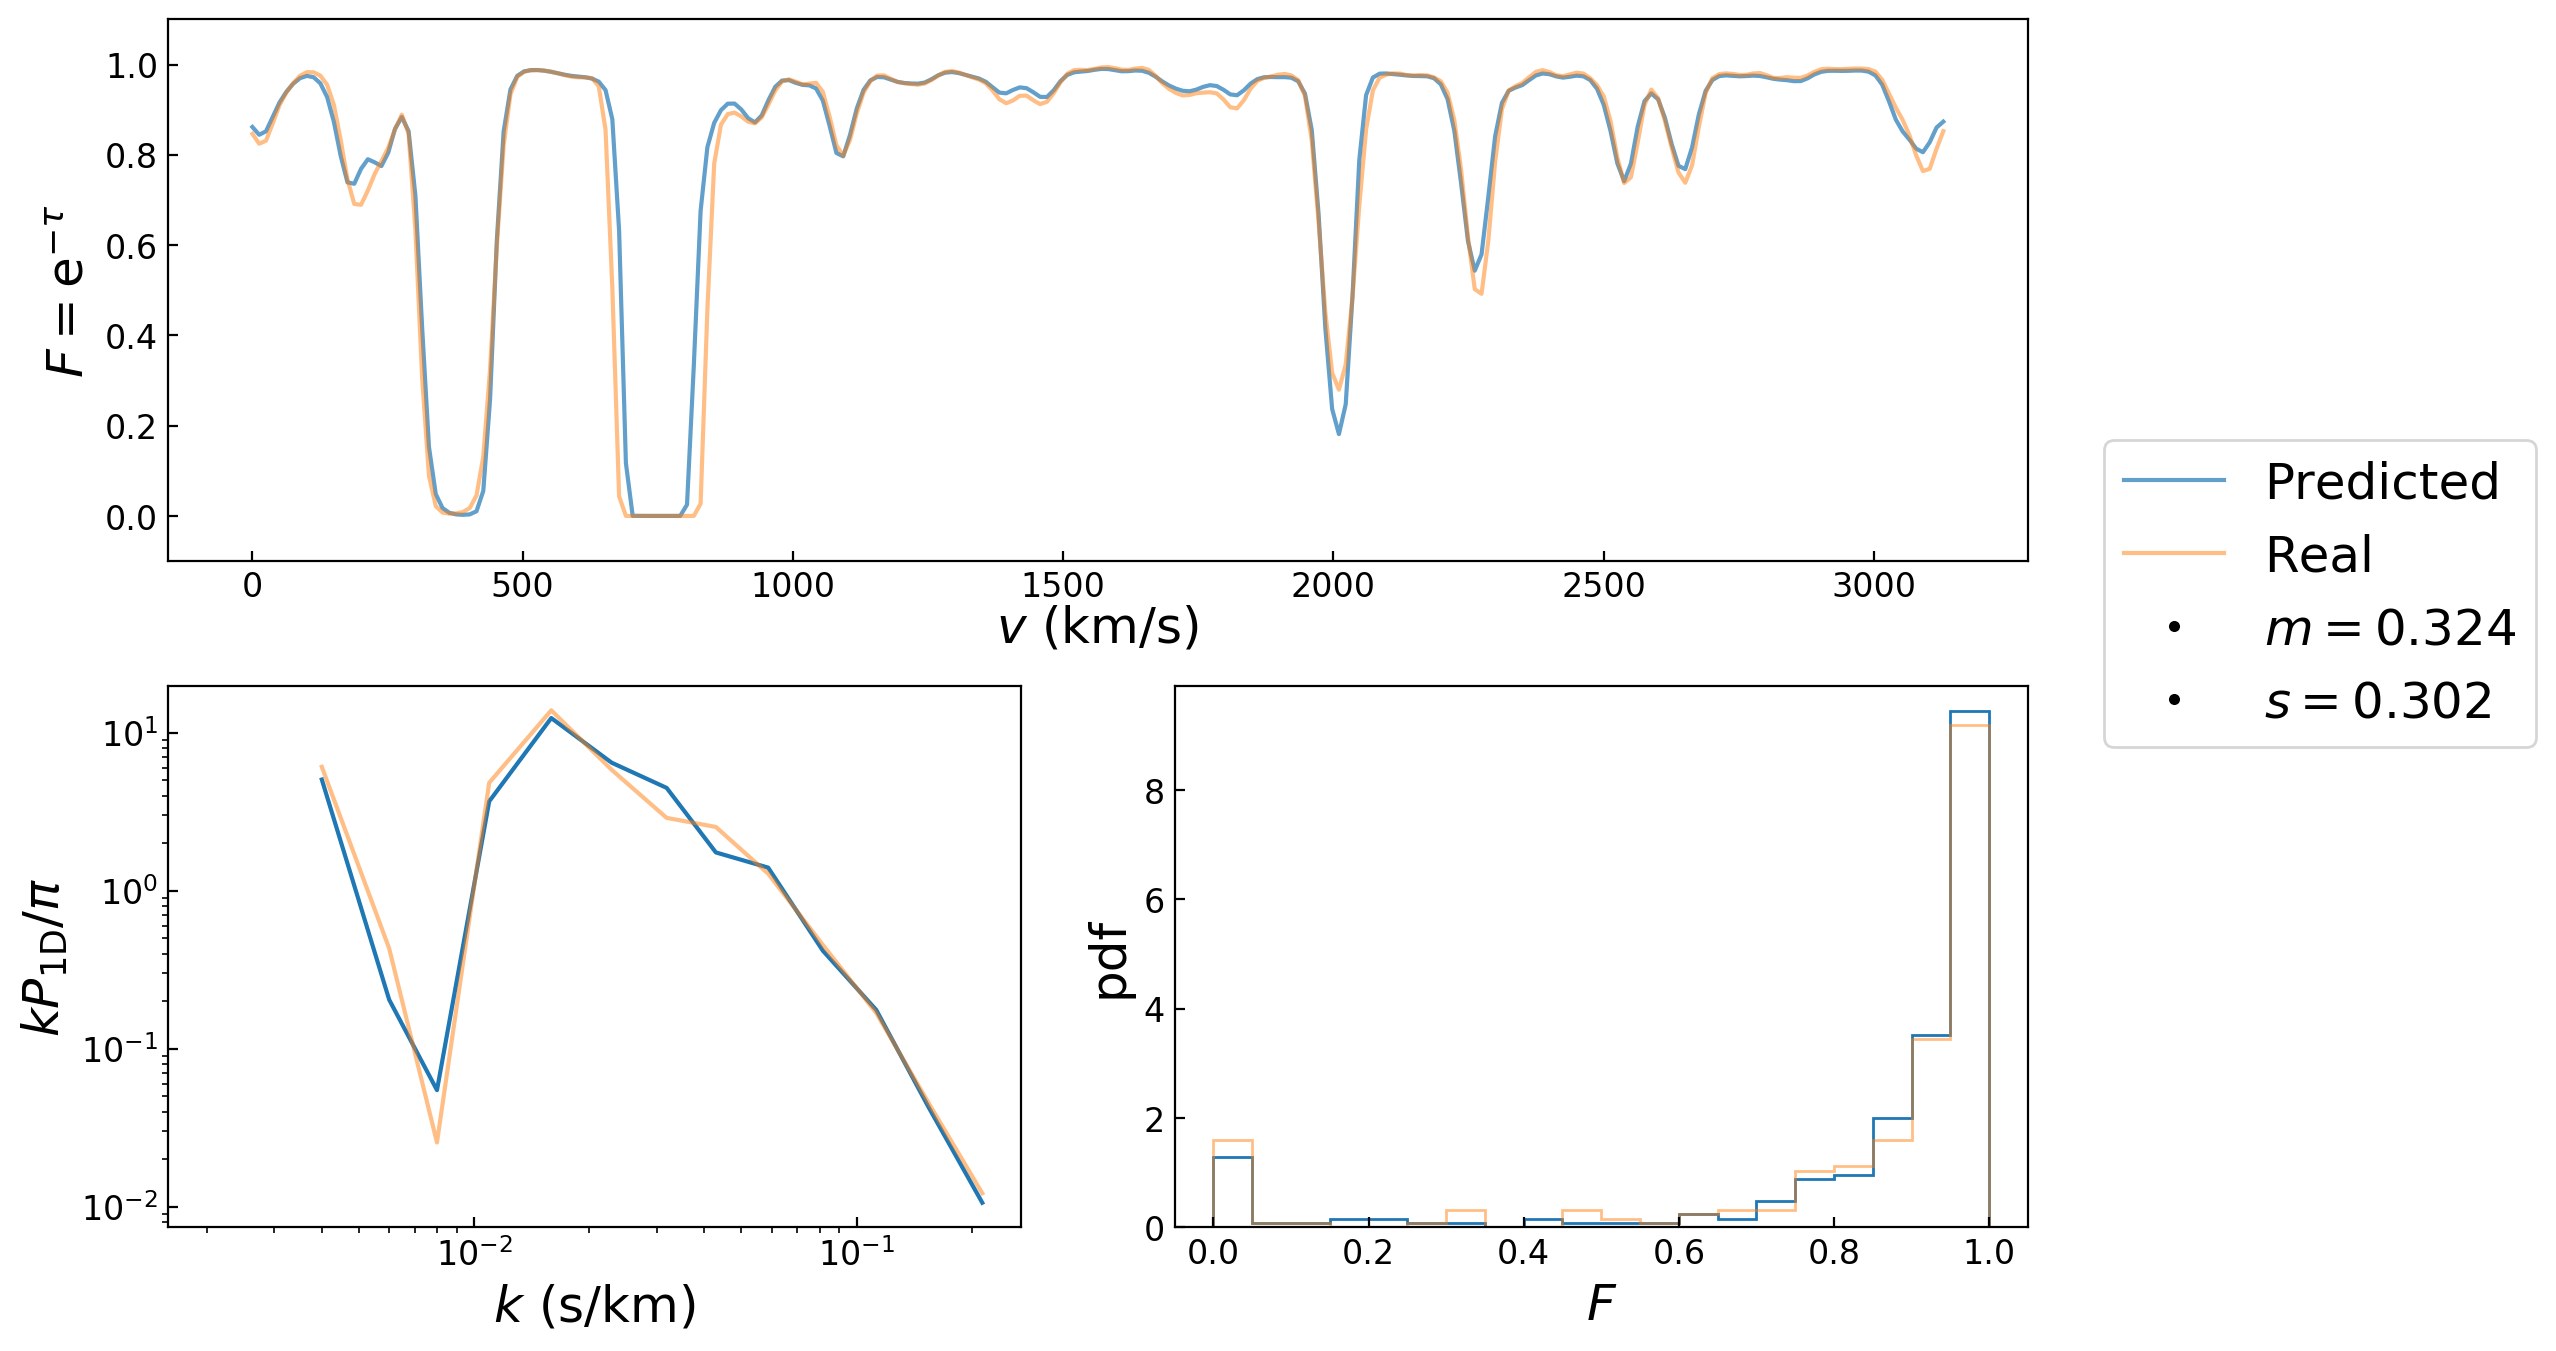 1.0
0.8
0.6
0.4
0.2
0.0
F = e^{−τ}
0 500 1000 1500 2000 2500 3000
v (km/s)
Predicted
Real
m = 0.324
s = 0.302
10^1
10^0
10^{−1}
10^{−2}
kP_{1D}/π
10^{−2} 10^{−1}
k (s/km)
8
6
4
2
0
pdf
0.0 0.2 0.4 0.6 0.8 1.0
F